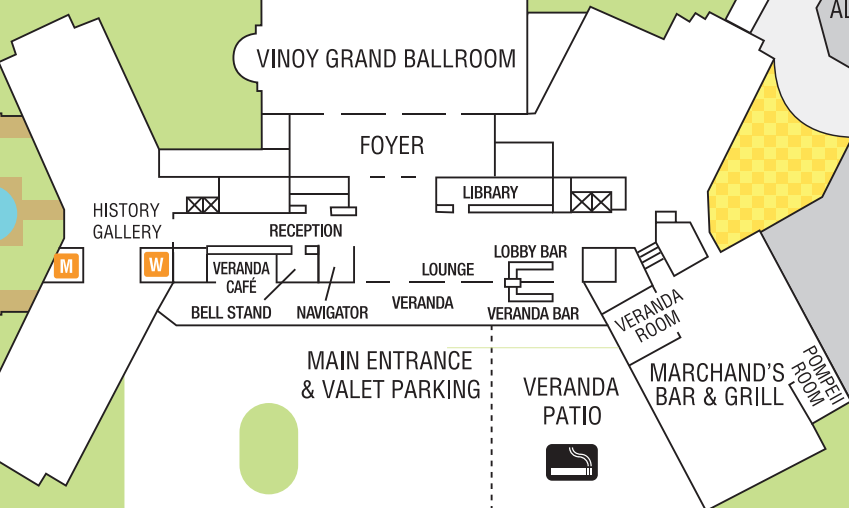 AL
VINOY GRAND BALLROOM
FOYER
LIBRARY
HISTORY
GALLERY
RECEPTION
M
W
VERANDA
CAFÉ
LOUNGE
LOBBY BAR
BELL STAND
NAVIGATOR
VERANDA
VERANDA BAR
VERANDA
ROOM
MAIN ENTRANCE
& VALET PARKING
VERANDA
PATIO
MARCHAND'S
BAR & GRILL
POMPEII
ROOM